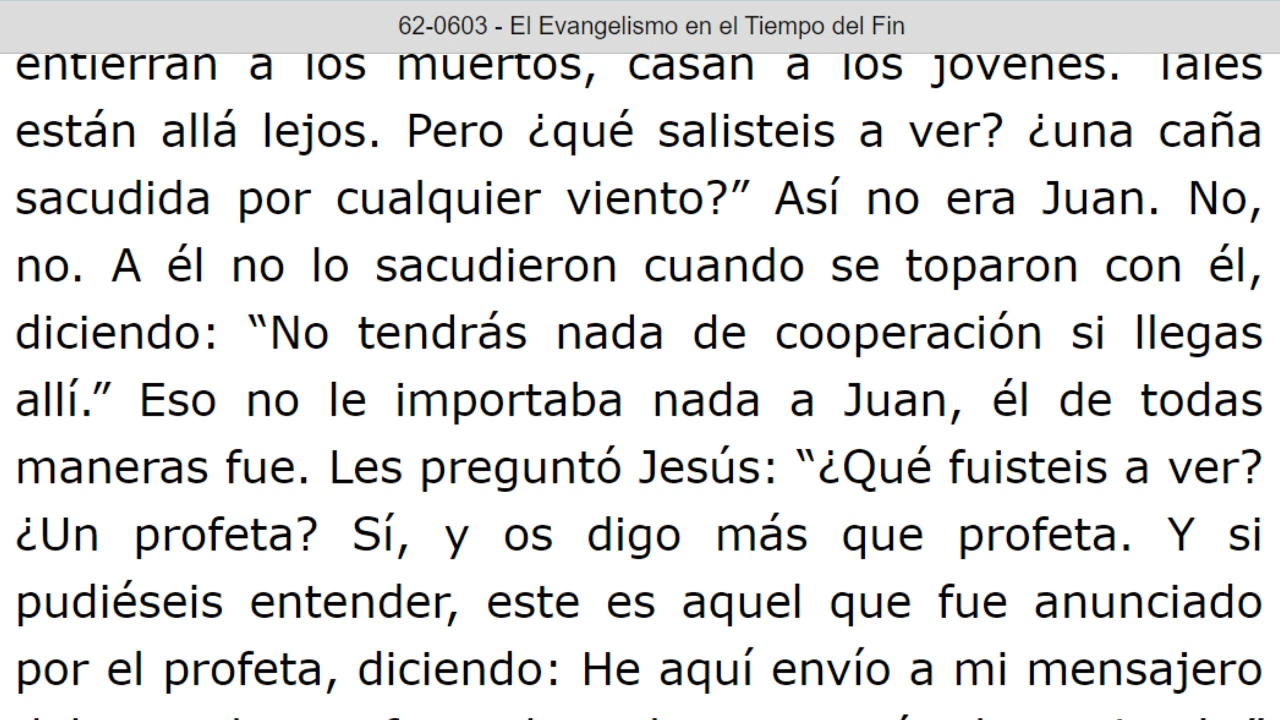 62-0603 - El Evangelismo en el Tiempo del Fin
entierran a los muertos, casan a los jóvenes. Tales
están allá lejos. Pero ¿qué salisteis a ver? ¿una caña
sacudida por cualquier viento?” Así no era Juan. No,
no. A él no lo sacudieron cuando se toparon con él,
diciendo: “No tendrás nada de cooperación si llegas
allí.” Eso no le importaba nada a Juan, él de todas
maneras fue. Les preguntó Jesús: “¿Qué fuisteis a ver?
¿Un profeta? Sí, y os digo más que profeta. Y si
pudiéseis entender, este es aquel que fue anunciado
por el profeta, diciendo: He aquí envío a mi mensajero